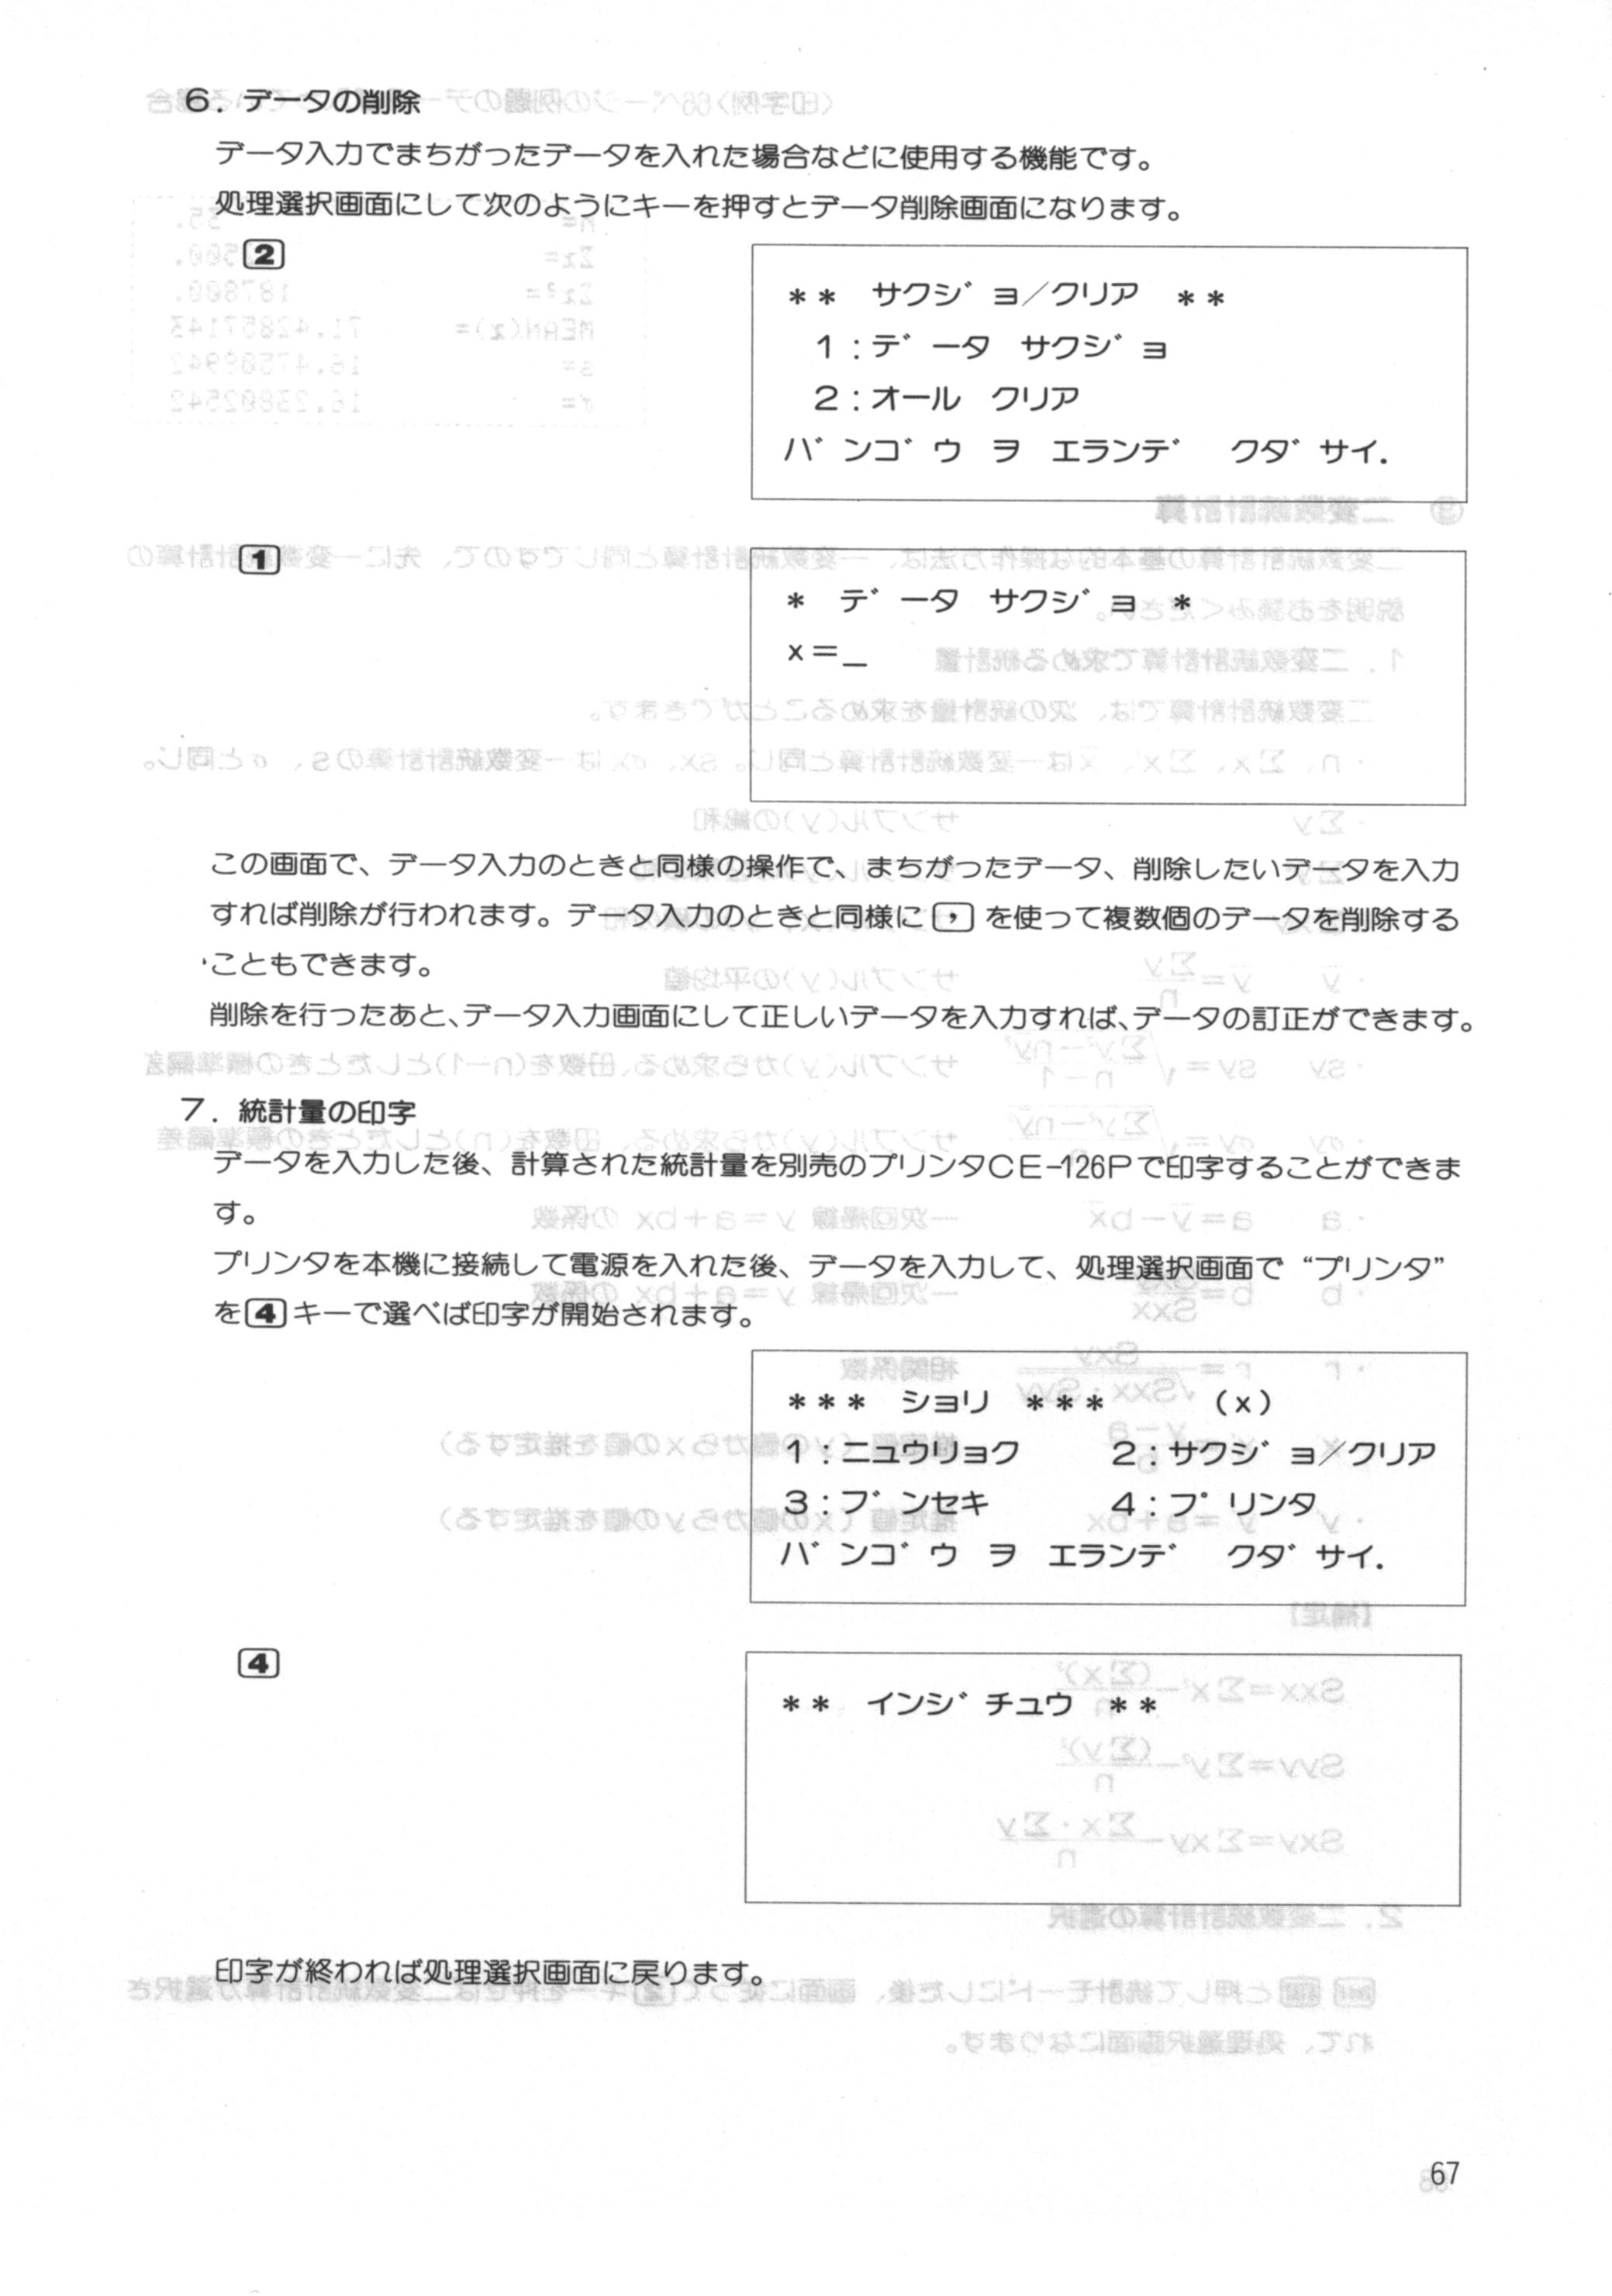 6．データの削除
データ入力でまちがったデータを入れた場合などに使用する機能です。
処理選択画面にして次のようにキーを押すとデータ削除画面になります。
2
＊＊　サクシ゛ョ／クリア　＊＊
1：テ゛ータ　サクシ゛ョ
2：オール　クリア
ハ゛ンコ゛ウ　ヲ　エランテ゛　クタ゛サイ．
1
＊　テ゛ータ　サクシ゛ョ　＊
x＝_
この画面で、データ入力のときと同様の操作で、まちがったデータ、削除したいデータを入力
すれば削除が行われます。データ入力のときと同様に , を使って複数個のデータを削除する
こともできます。
削除を行ったあと、データ入力画面にして正しいデータを入力すれば、データの訂正ができます。
7．統計量の印字
データを入力した後、計算された統計量を別売のプリンタCE-126Pで印字することができま
す。
プリンタを本機に接続して電源を入れた後、データを入力して、処理選択画面で“プリンタ”
を4キーで選べば印字が開始されます。
＊＊＊　ショリ　＊＊＊　　　（x）
1：ニュウリョク　　　2：サクシ゛ョ／クリア
3：フ゛ンセキ　　　　4：フ゜リンタ
ハ゛ンコ゛ウ　ヲ　エランテ゛　クタ゛サイ．
4
＊＊　インシ゛チュウ　＊＊
印字が終われば処理選択画面に戻ります。
67